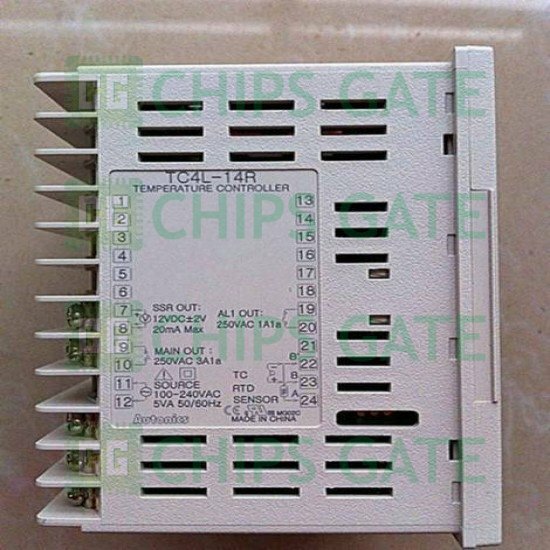 CHIPS GATE
TC4L-14R
TEMPERATURE CONTROLLER
1 13
2 14
3 15
4 16
CHIPS GATE
5 17
6 18
7 SSR OUT: AL1 OUT: 19
8 12VDC±2V 250VAC 1A1a 20
20mA Max
CHIPS GATE
9 21
10 MAIN OUT : B' 22
250VAC 3A1a
11 TC B 23
SOURCE RTD
12 100-240VAC SENSOR A 24
5VA 50/60Hz
Autonics MADE IN CHINA
CHIPS GATE